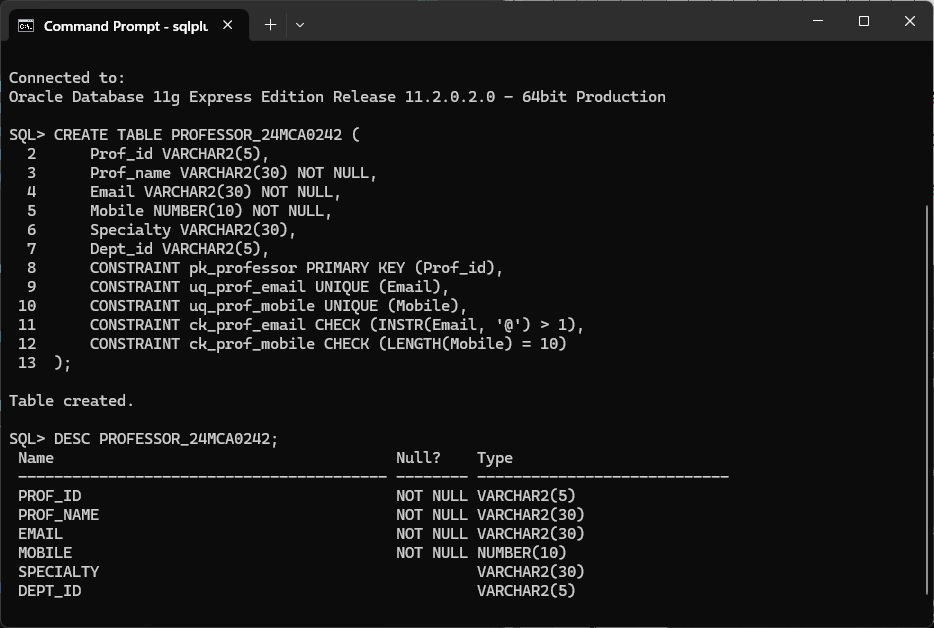 Command Prompt - sqlplu
Connected to:
Oracle Database 11g Express Edition Release 11.2.0.2.0 - 64bit Production
SQL> CREATE TABLE PROFESSOR_24MCA0242 (
  2      Prof_id VARCHAR2(5),
  3      Prof_name VARCHAR2(30) NOT NULL,
  4      Email VARCHAR2(30) NOT NULL,
  5      Mobile NUMBER(10) NOT NULL,
  6      Specialty VARCHAR2(30),
  7      Dept_id VARCHAR2(5),
  8      CONSTRAINT pk_professor PRIMARY KEY (Prof_id),
  9      CONSTRAINT uq_prof_email UNIQUE (Email),
 10      CONSTRAINT uq_prof_mobile UNIQUE (Mobile),
 11      CONSTRAINT ck_prof_email CHECK (INSTR(Email, '@') > 1),
 12      CONSTRAINT ck_prof_mobile CHECK (LENGTH(Mobile) = 10)
 13  );
Table created.
SQL> DESC PROFESSOR_24MCA0242;
 Name                                      Null?    Type
 ----------------------------------------- -------- ----------------------------
 PROF_ID                                   NOT NULL VARCHAR2(5)
 PROF_NAME                                 NOT NULL VARCHAR2(30)
 EMAIL                                     NOT NULL VARCHAR2(30)
 MOBILE                                    NOT NULL NUMBER(10)
 SPECIALTY                                          VARCHAR2(30)
 DEPT_ID                                            VARCHAR2(5)